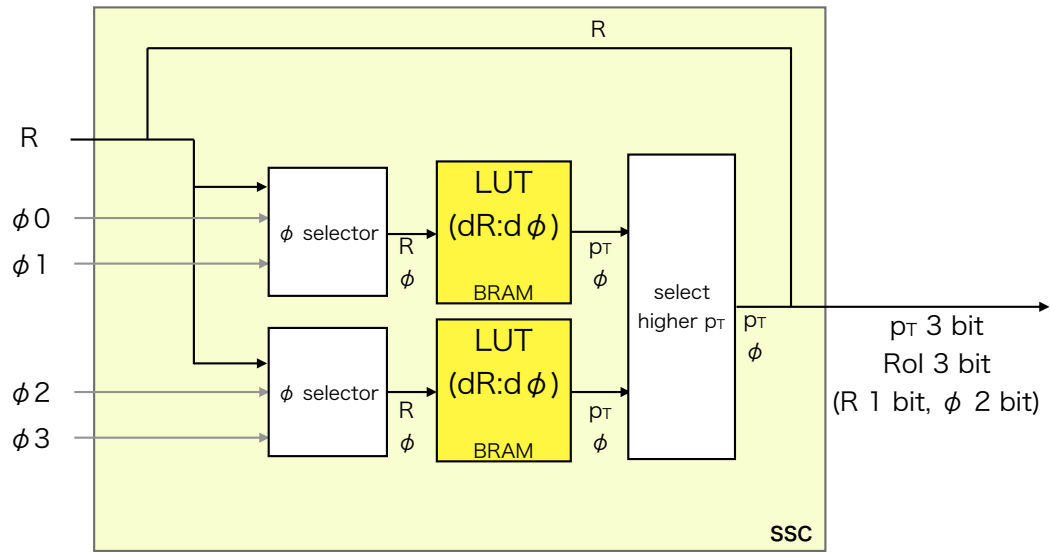 R
R
φ0
φ1
φ selector
R
φ
LUT
(dR:dφ)
BRAM
pT
φ
φ2
φ3
φ selector
R
φ
LUT
(dR:dφ)
BRAM
pT
φ
select
higher pT
pT
φ
pT 3 bit
RoI 3 bit
(R 1 bit, φ 2 bit)
SSC